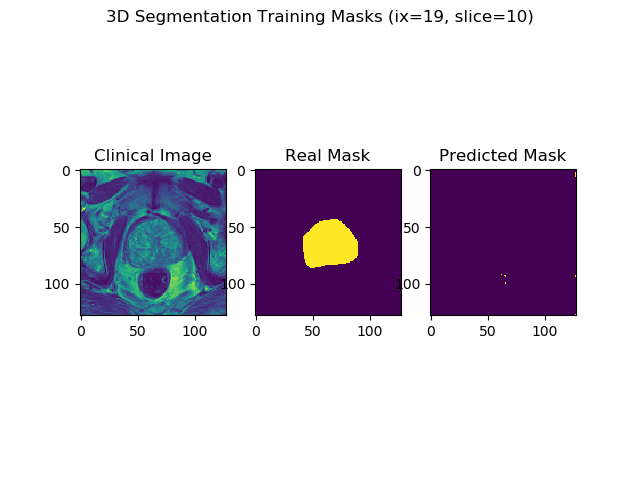 3D Segmentation Training Masks (ix=19, slice=10)
Clinical Image Real Mask Predicted Mask
0 0 0
50 50 50
100 100 100
0 50 100 0 50 100 0 50 100